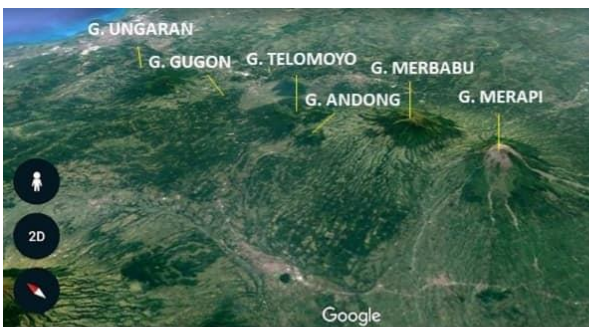 G. UNGARAN
G. GUGON
G. TELOMOYO
G. MERBABU
G. ANDONG
G. MERAPI
2D
Google